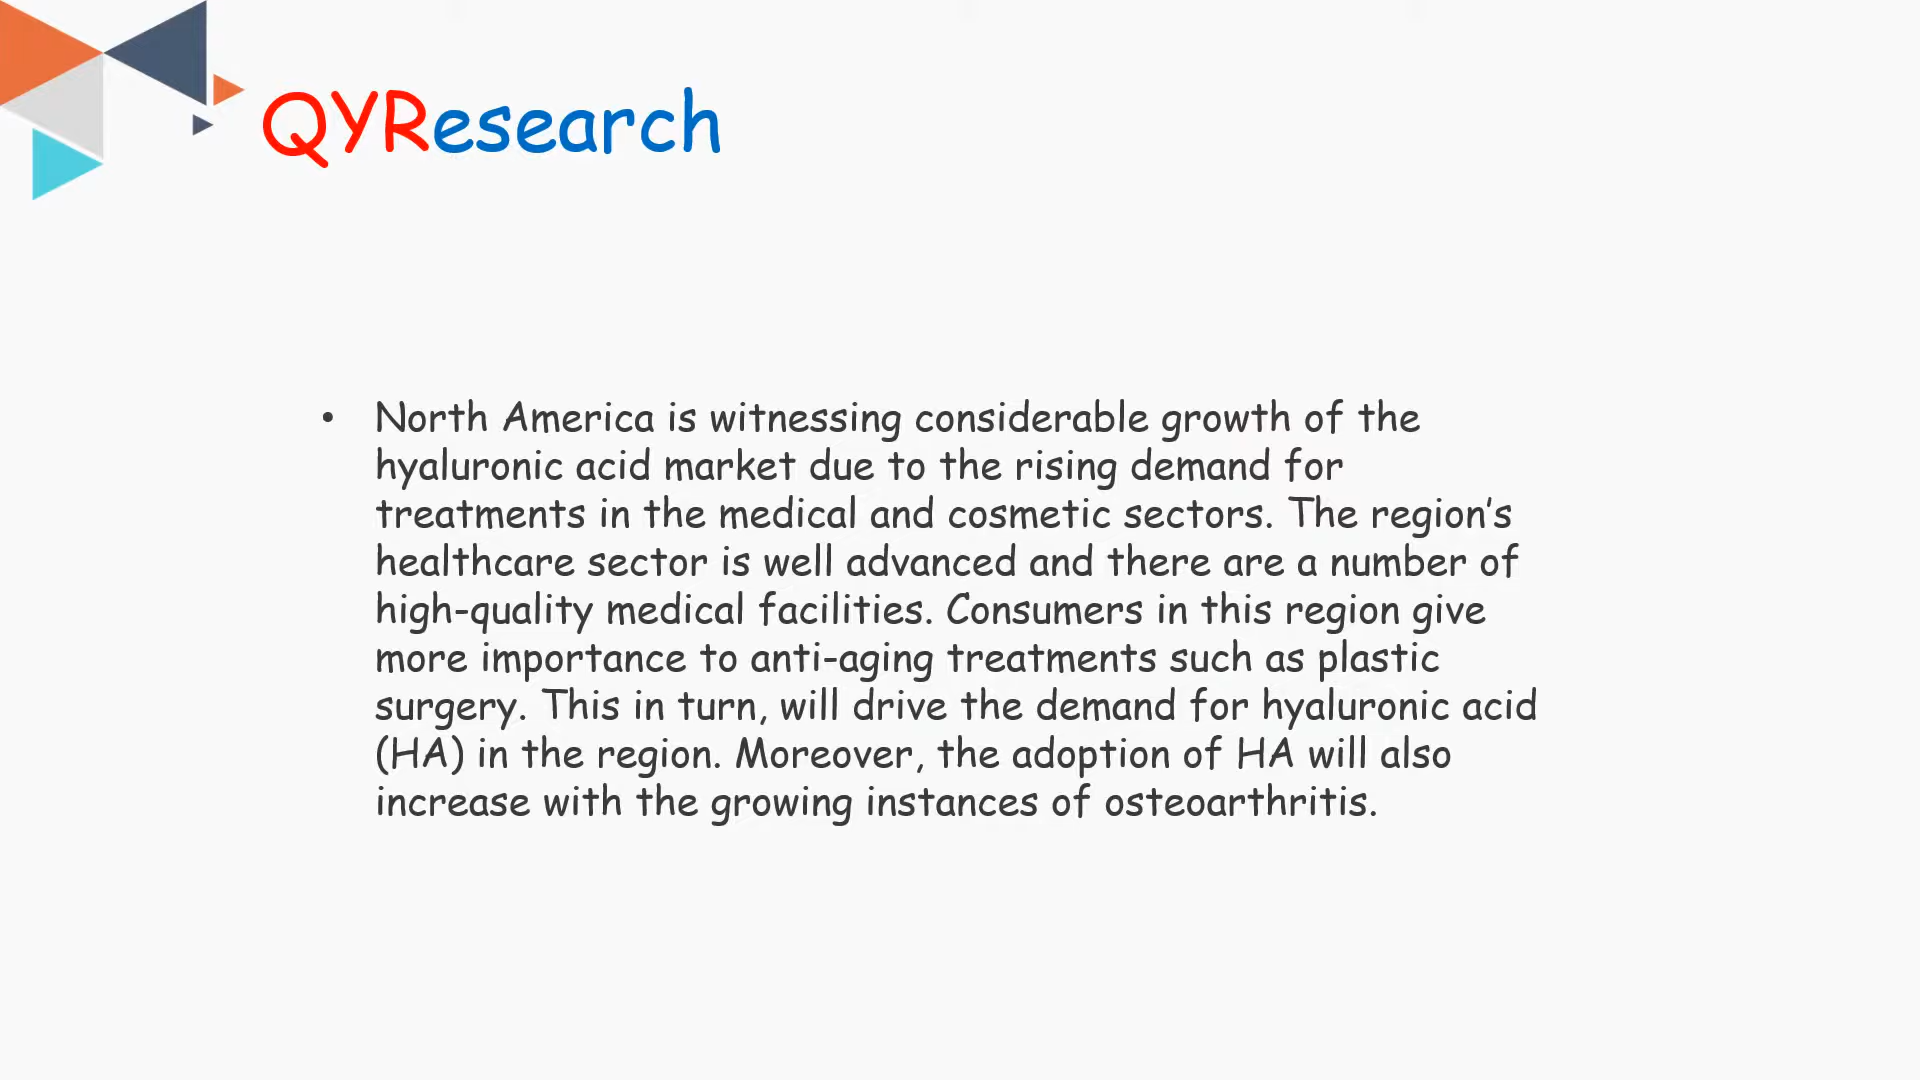 QYResearch
• North America is witnessing considerable growth of the
hyaluronic acid market due to the rising demand for
treatments in the medical and cosmetic sectors. The region’s
healthcare sector is well advanced and there are a number of
high-quality medical facilities. Consumers in this region give
more importance to anti-aging treatments such as plastic
surgery. This in turn, will drive the demand for hyaluronic acid
(HA) in the region. Moreover, the adoption of HA will also
increase with the growing instances of osteoarthritis.